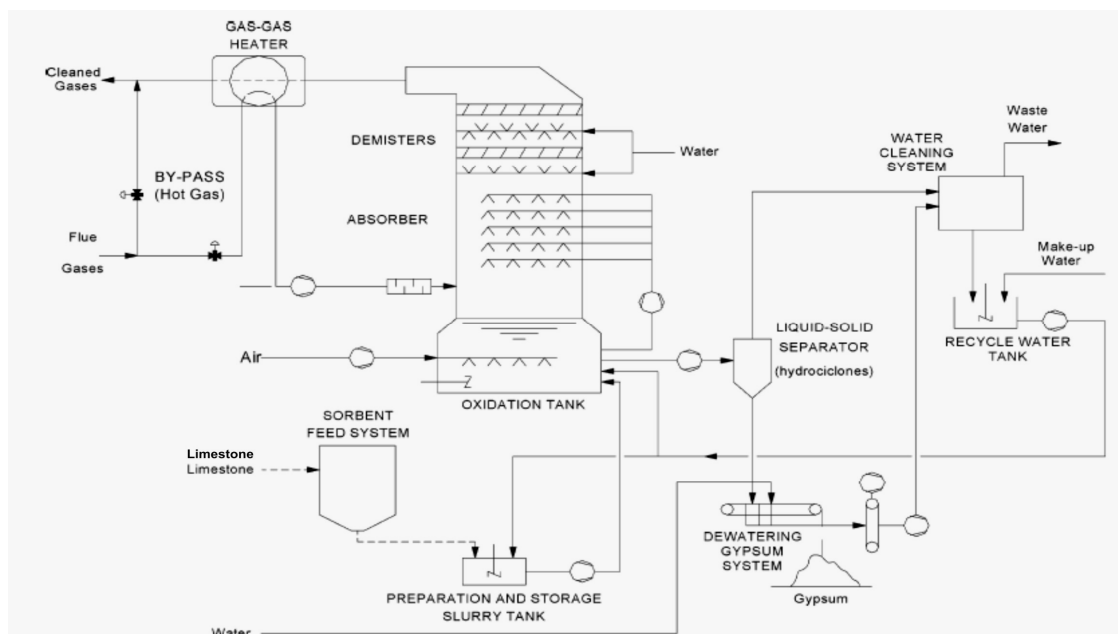 GAS-GAS
HEATER
Cleaned
Gases
DEMISTERS
Water
Waste
Water
WATER
CLEANING
SYSTEM
BY-PASS
(Hot Gas)
ABSORBER
Flue
Gases
Make-up
Water
LIQUID-SOLID
SEPARATOR
(hydrociclones)
RECYCLE WATER
TANK
Air
OXIDATION TANK
SORBENT
FEED SYSTEM
Limestone
Limestone
DEWATERING
GYPSUM
SYSTEM
Gypsum
PREPARATION AND STORAGE
SLURRY TANK
Water